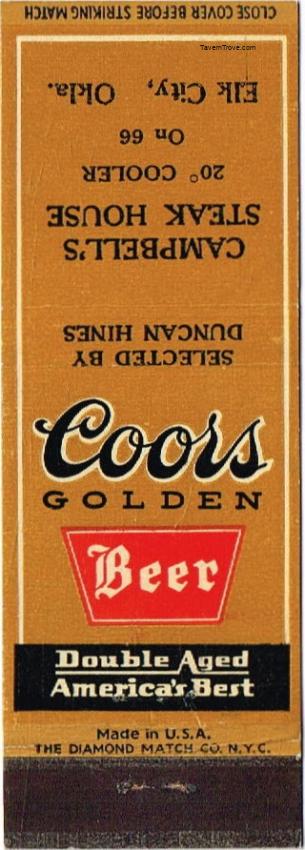 CLOSE COVER BEFORE STRIKING MATCH
TavernTrove.com
SELECTED BY
DUNCAN HINES
CAMPBELL'S
STEAK HOUSE
20° COOLER
On 66
Elk City, Okla.
Coors
GOLDEN
Beer
Double Aged
America's Best
Made in U.S.A.
THE DIAMOND MATCH CO. N.Y.C.